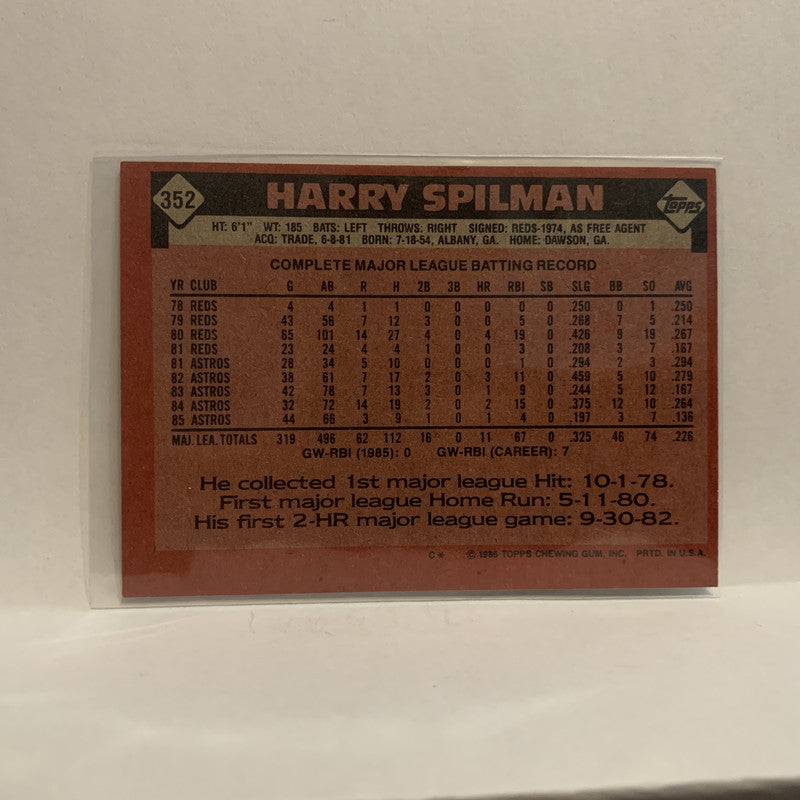 352 HARRY SPILMAN topps
HT: 6'1" WT: 185 BATS: LEFT THROWS: RIGHT SIGNED: REDS-1974, AS FREE AGENT
ACQ: TRADE, 6-8-81 BORN: 7-18-54, ALBANY, GA. HOME: DAWSON, GA.
COMPLETE MAJOR LEAGUE BATTING RECORD
YR CLUB G AB R H 2B 3B HR RBI SB SLG BB SO AVG
78 REDS 4 4 1 1 0 0 0 0 0 .250 0 1 .250
79 REDS 43 56 7 12 3 0 0 5 0 .268 7 5 .214
80 REDS 65 101 14 27 4 0 4 19 0 .426 9 19 .267
81 REDS 23 24 4 4 1 0 0 3 0 .208 3 7 .167
81 ASTROS 28 34 5 10 0 0 0 1 0 .294 2 3 .294
82 ASTROS 38 61 7 17 2 0 3 11 0 .459 5 10 .279
83 ASTROS 42 78 7 13 3 0 1 9 0 .244 5 12 .167
84 ASTROS 32 72 14 19 2 0 2 15 0 .375 12 10 .264
85 ASTROS 44 66 3 9 1 0 1 4 0 .197 3 7 .136
MAJ. LEA. TOTALS 319 496 62 112 16 0 11 67 0 .325 46 74 .226
GW-RBI (1985): 0 GW-RBI (CAREER): 7
He collected 1st major league Hit: 10-1-78.
First major league Home Run: 5-11-80.
His first 2-HR major league game: 9-30-82.
C* © 1986 TOPPS CHEWING GUM, INC. PRTD. IN U.S.A.